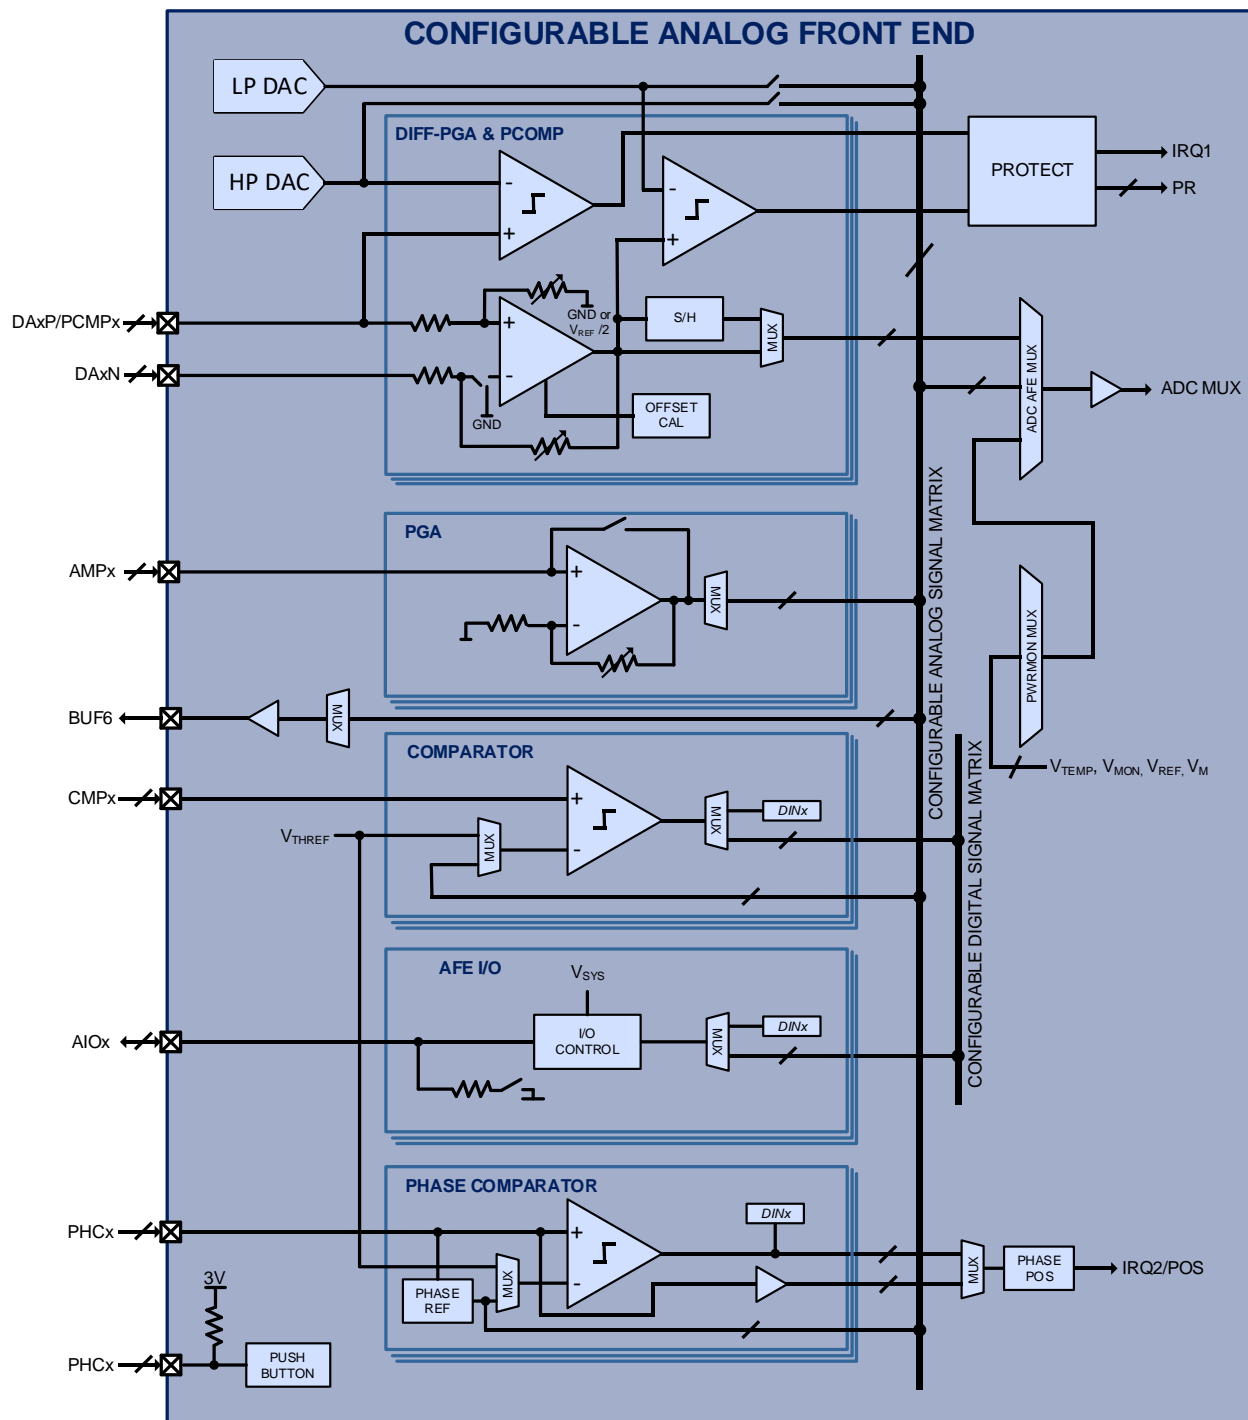 CONFIGURABLE ANALOG FRONT END
LP DAC
HP DAC
DIFF-PGA & PCOMP
-
+
-
+
PROTECT
IRQ1
PR
DAxP/PCMPx
DAxN
+
-
GND or
VREF /2
GND
S/H
MUX
OFFSET
CAL
ADC AFE MUX
ADC MUX
CONFIGURABLE ANALOG SIGNAL MATRIX
PGA
AMPx
+
-
MUX
PWRMON MUX
VTEMP, VMON, VREF, VM
BUF6
MUX
COMPARATOR
CMPx
VTHREF
MUX
+
-
MUX
DINx
CONFIGURABLE DIGITAL SIGNAL MATRIX
AFE I/O
VSYS
AIOx
I/O
CONTROL
MUX
DINx
PHASE COMPARATOR
PHCx
+
-
PHASE
REF
MUX
DINx
MUX
PHASE
POS
IRQ2/POS
3V
PHCx
PUSH
BUTTON